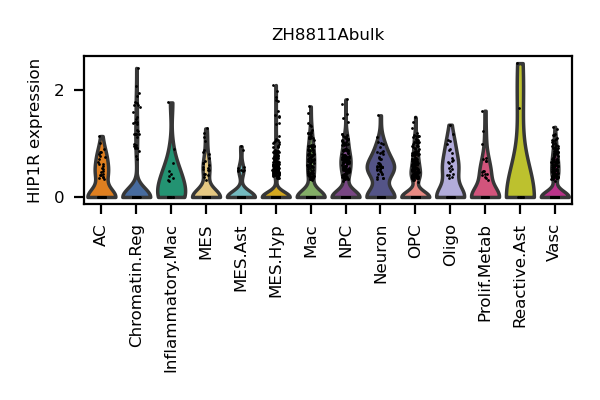 ZH8811Abulk
HIP1R expression
2
0
AC
Chromatin.Reg
Inflammatory.Mac
MES
MES.Ast
MES.Hyp
Mac
NPC
Neuron
OPC
Oligo
Prolif.Metab
Reactive.Ast
Vasc